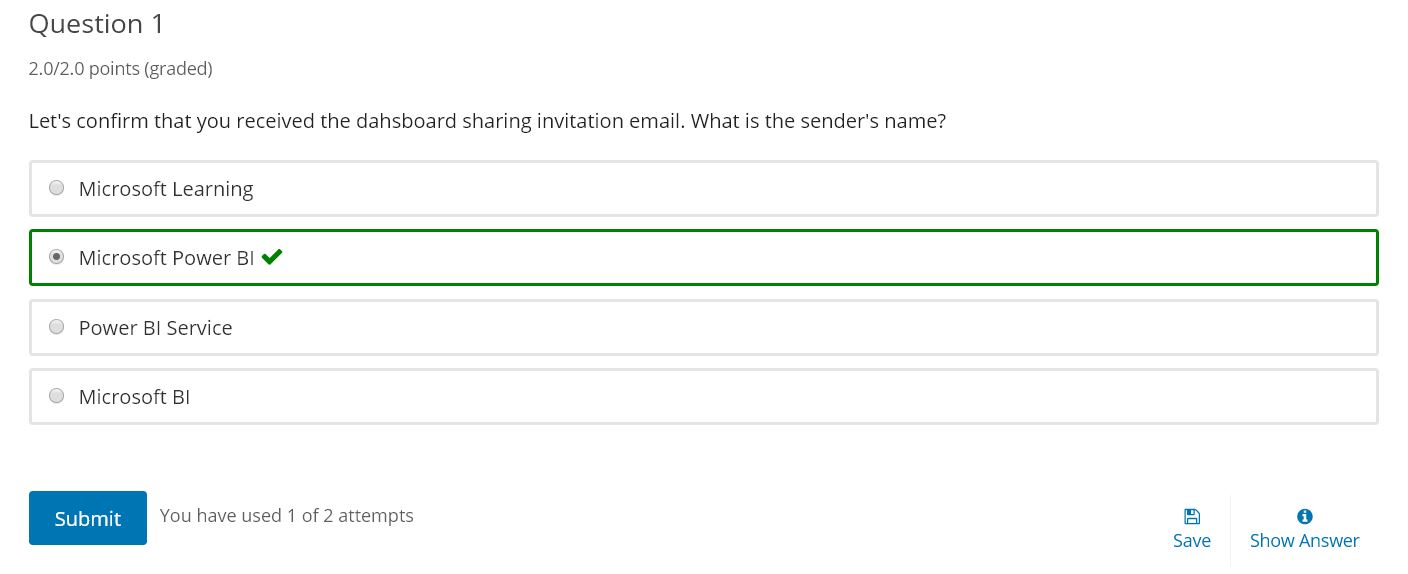 Question 1
2.0/2.0 points (graded)
Let's confirm that you received the dahsboard sharing invitation email. What is the sender's name?
Microsoft Learning
Microsoft Power BI
Power BI Service
Microsoft BI
Submit
You have used 1 of 2 attempts
Save
Show Answer